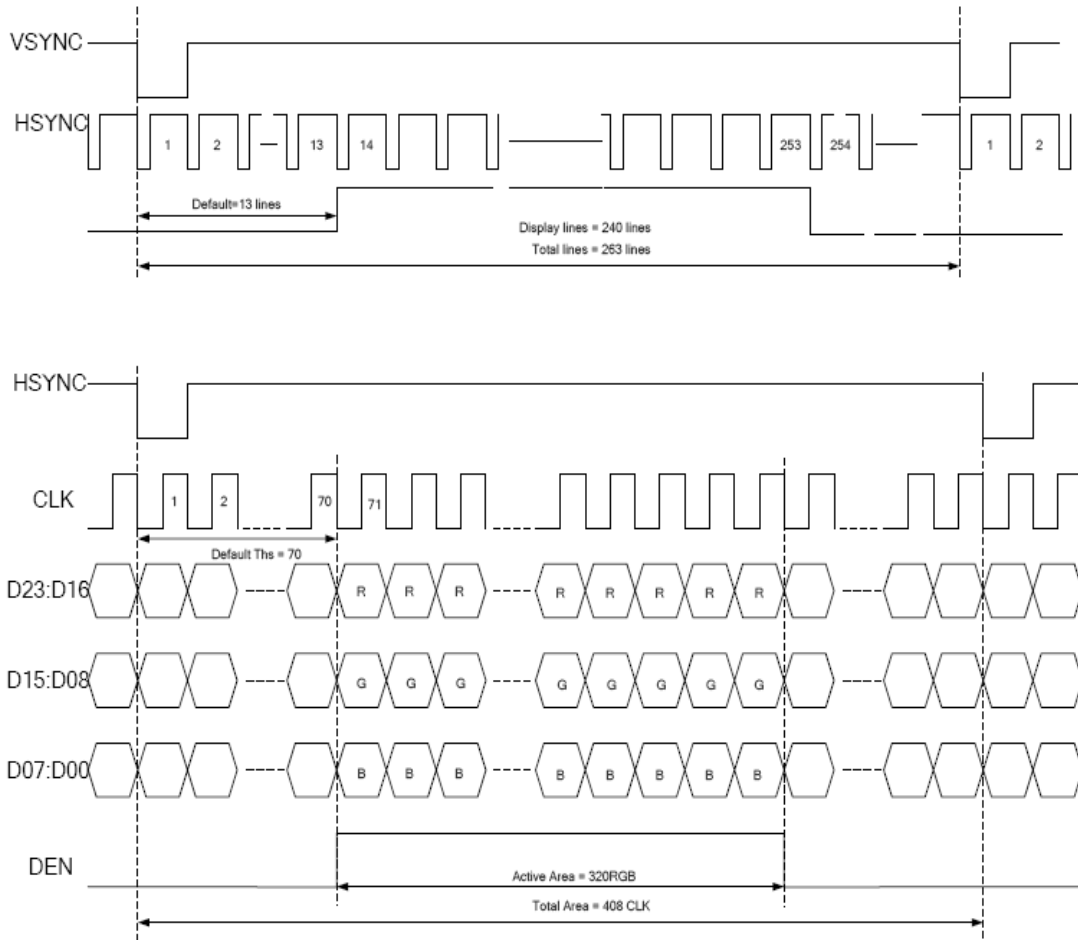 VSYNC
HSYNC
1 2 13 14 253 254 1 2
Default=13 lines
Display lines = 240 lines
Total lines = 263 lines
HSYNC
CLK
1 2 70 71
Default Ths = 70
D23:D16
R R R R R R R R
D15:D08
G G G G G G G G
D07:D00
B B B B B B B B
DEN
Active Area = 320RGB
Total Area = 408 CLK